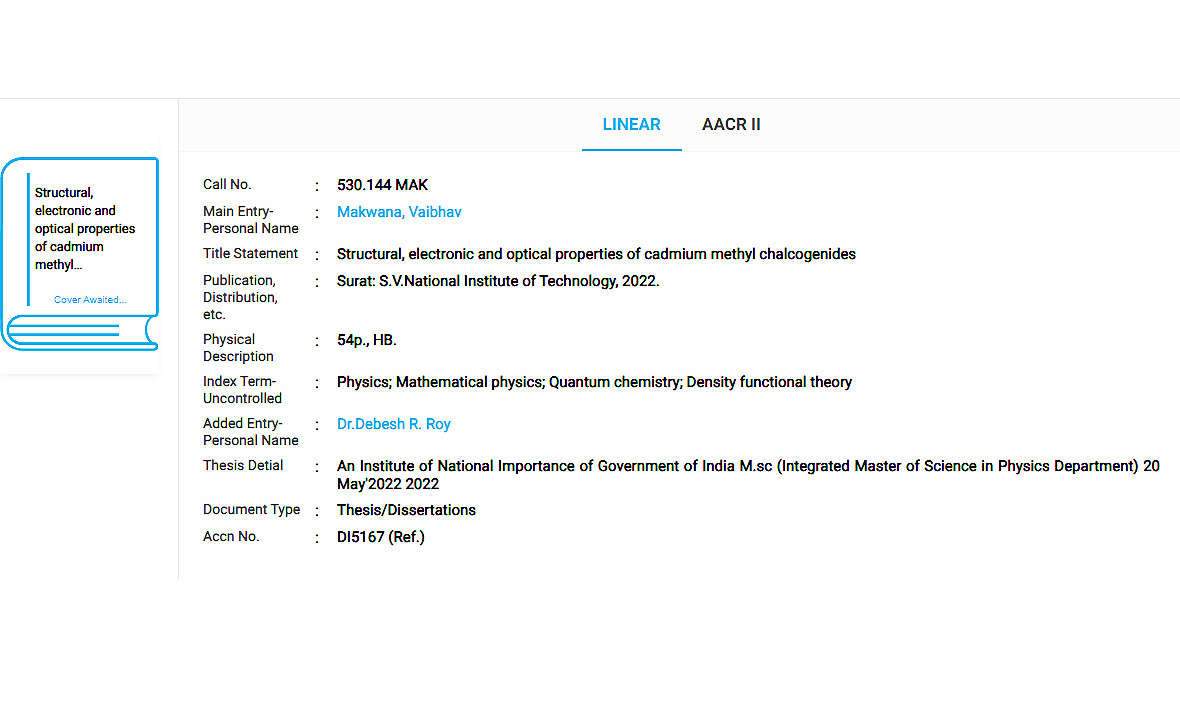 LINEAR AACR II
Structural,
electronic and
optical properties
of cadmium
methyl...
Cover Awaited...
Call No. : 530.144 MAK
Main Entry-
Personal Name : Makwana, Vaibhav
Title Statement : Structural, electronic and optical properties of cadmium methyl chalcogenides
Publication,
Distribution,
etc. : Surat: S.V.National Institute of Technology, 2022.
Physical
Description : 54p., HB.
Index Term-
Uncontrolled : Physics; Mathematical physics; Quantum chemistry; Density functional theory
Added Entry-
Personal Name : Dr.Debesh R. Roy
Thesis Detial : An Institute of National Importance of Government of India M.sc (Integrated Master of Science in Physics Department) 20
May'2022 2022
Document Type : Thesis/Dissertations
Accn No. : DI5167 (Ref.)